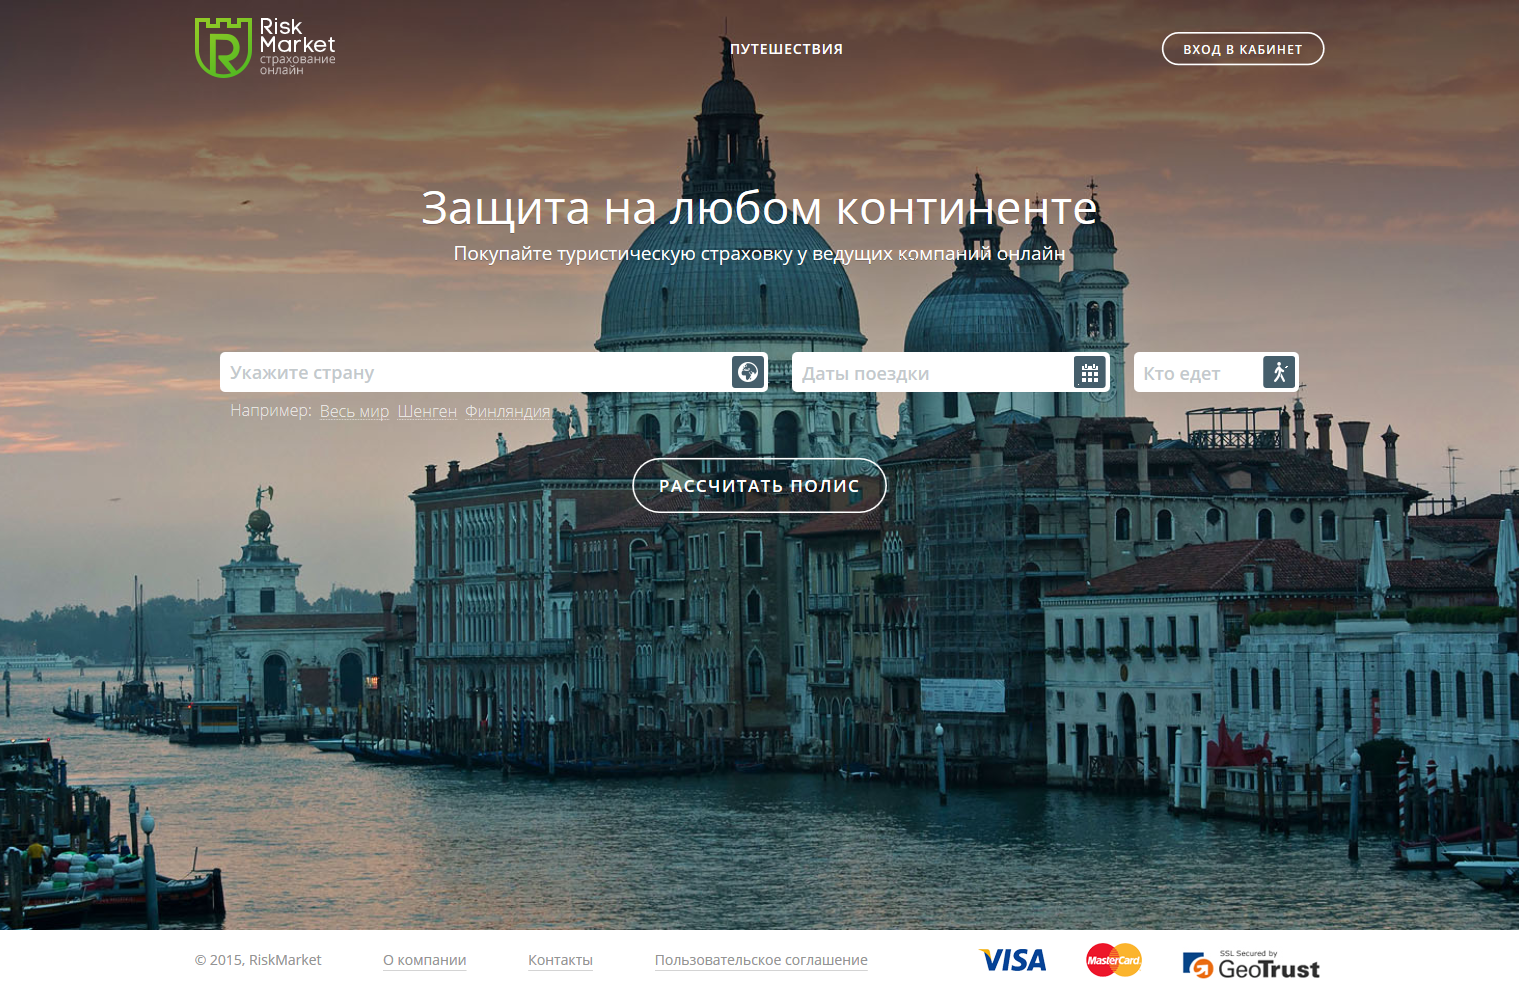 Risk
Market
страхование
онлайн
ПУТЕШЕСТВИЯ
ВХОД В КАБИНЕТ
Защита на любом континенте
Покупайте туристическую страховку у ведущих компаний онлайн
Укажите страну
Даты поездки
Кто едет
Например: Весь мир Шенген Финляндия
РАССЧИТАТЬ ПОЛИС
© 2015, RiskMarket
О компании
Контакты
Пользовательское соглашение
VISA
MasterCard
SSL Secured by
GeoTrust